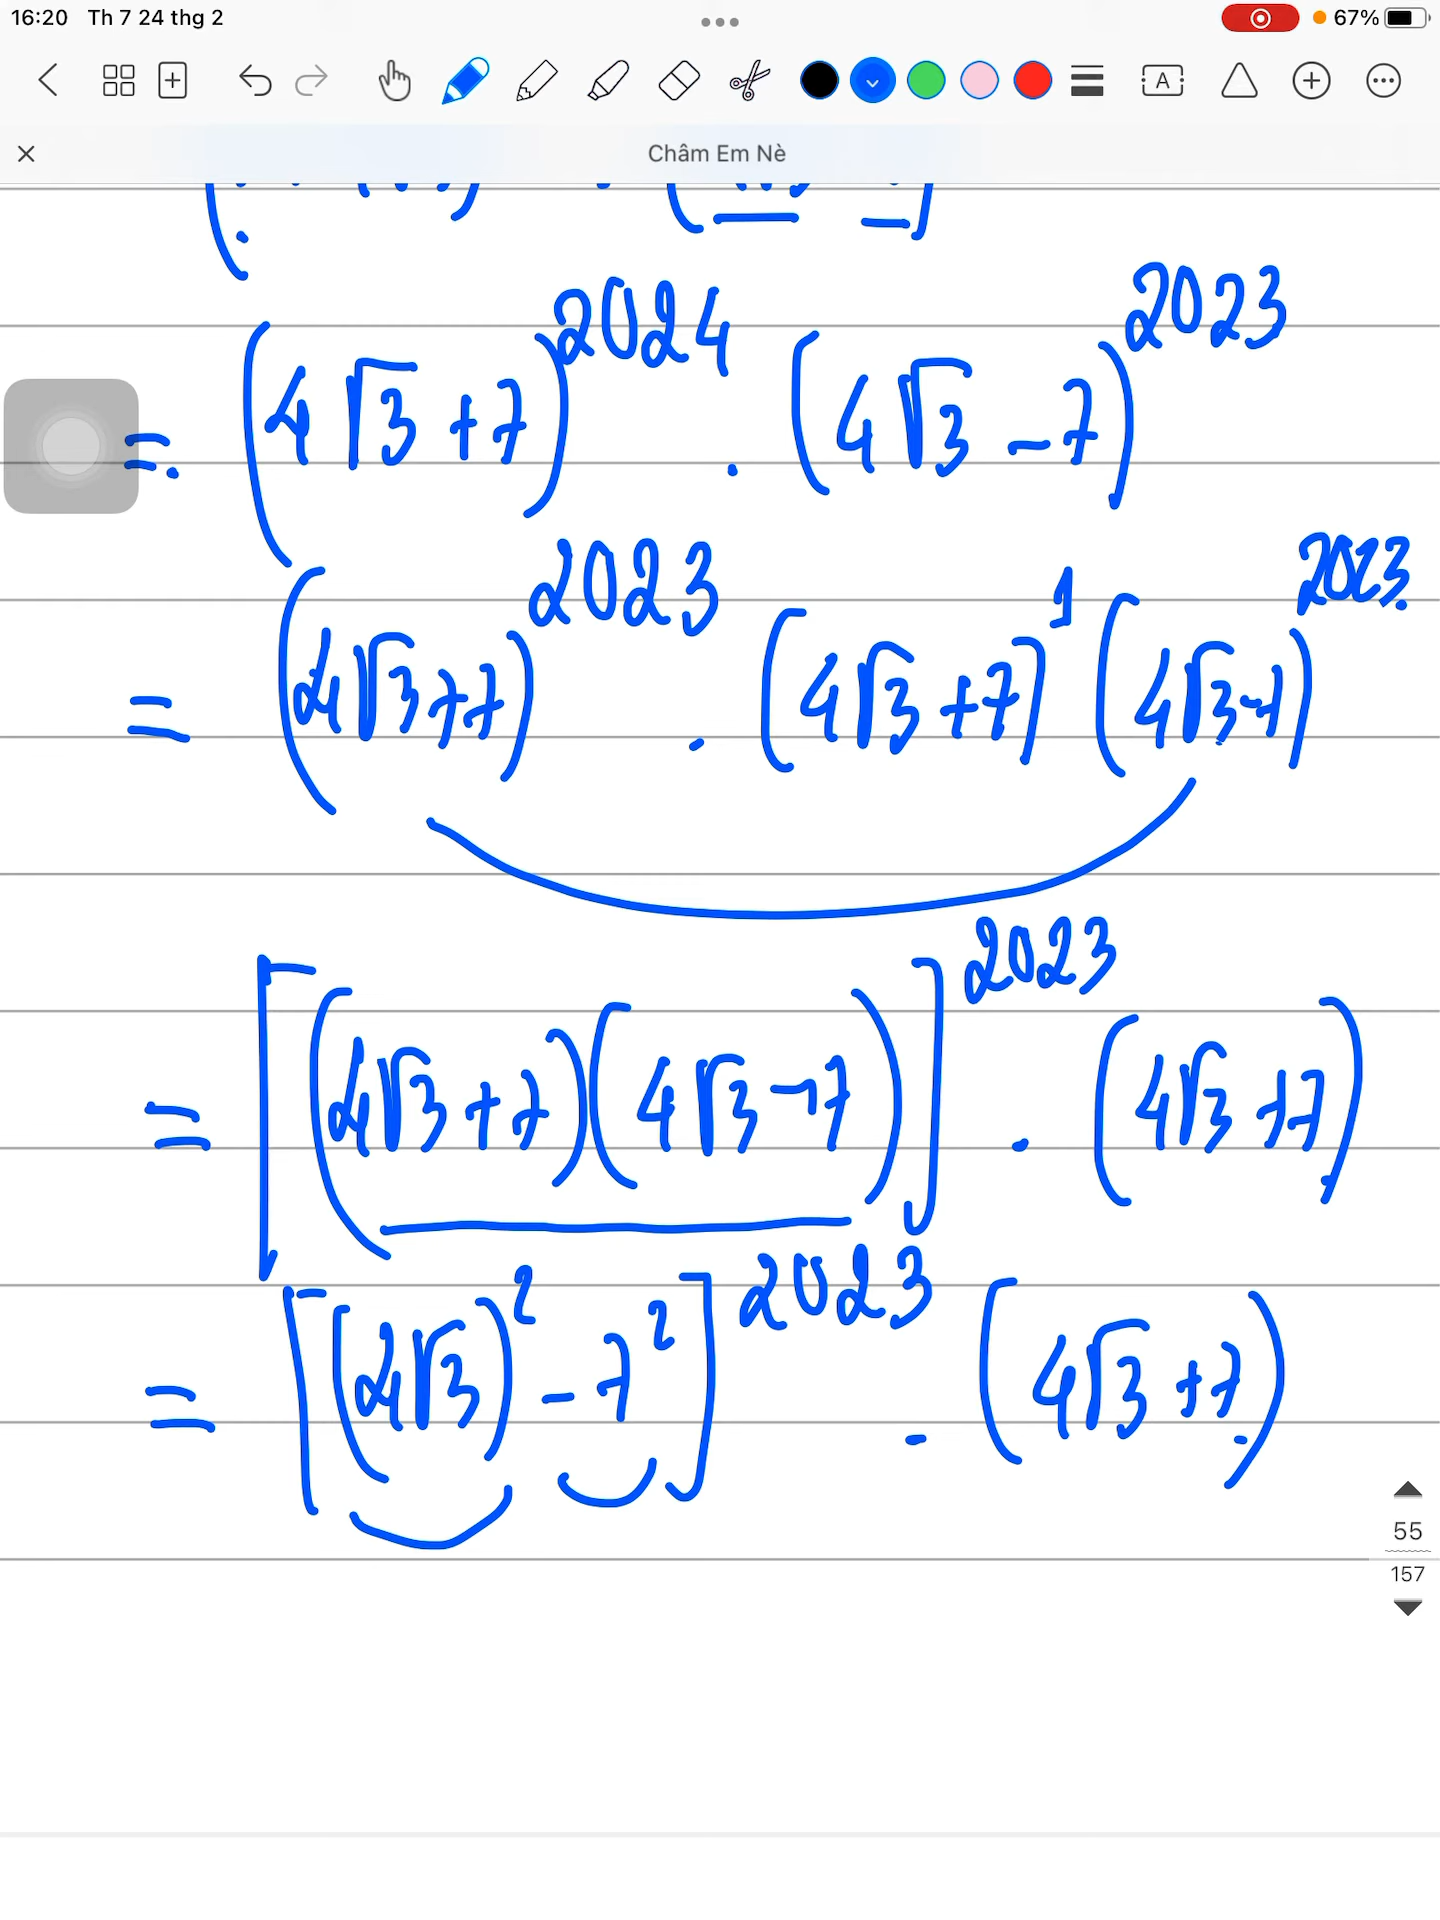 16:20 Th 7 24 thg 2 67%
A
Châm Em Nè
= (4√3 + 7)^2024 . (4√3 − 7)^2023
= (4√3 + 7)^2023 . (4√3 + 7)^1 (4√3 − 7)^2023
= [(4√3 + 7)(4√3 − 7)]^2023 . (4√3 + 7)
= [(4√3)^2 − 7^2]^2023 . (4√3 + 7)
55
157